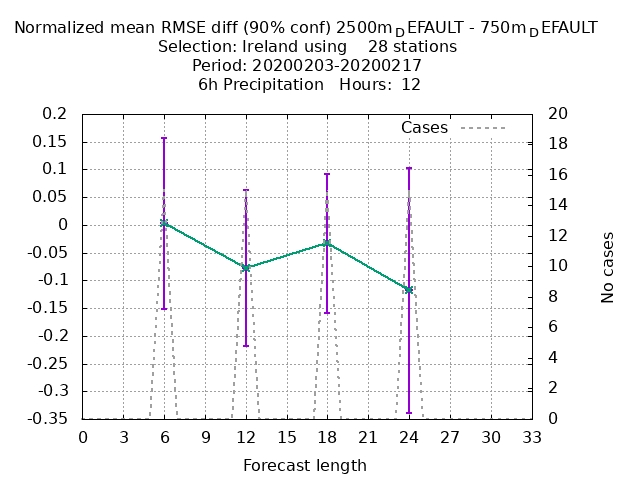 Normalized mean RMSE diff (90% conf) 2500m_DEFAULT - 750m_DEFAULT
Selection: Ireland using    28 stations
Period: 20200203-20200217
6h Precipitation   Hours:  12
Cases
0.2
0.15
0.1
0.05
0
-0.05
-0.1
-0.15
-0.2
-0.25
-0.3
-0.35
20
18
16
14
12
10
8
6
4
2
0
No cases
0 3 6 9 12 15 18 21 24 27 30 33
Forecast length